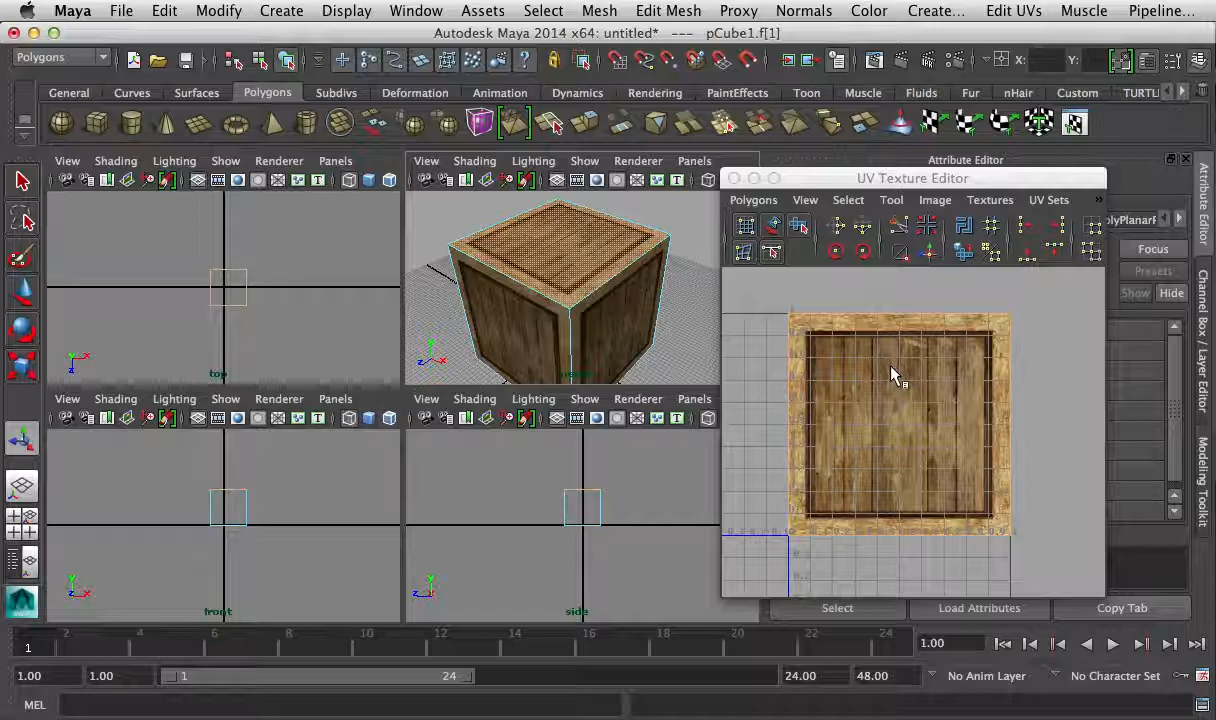 Maya File Edit Modify Create Display Window Assets Select Mesh Edit Mesh Proxy Normals Color Create... Edit UVs Muscle Pipeline...
Autodesk Maya 2014 x64: untitled* --- pCube1.f[1]
Polygons X: Y:
General Curves Surfaces Polygons Subdivs Deformation Animation Dynamics Rendering PaintEffects Toon Muscle Fluids Fur nHair Custom TURTL
View Shading Lighting Show Renderer Panels
View Shading Lighting Show Renderer Panels
Attribute Editor
UV Texture Editor
Polygons View Select Tool Image Textures UV Sets »
olyPlanarP
Focus
Presets
Show Hide
Attribute Editor
Channel Box / Layer Editor
Modeling Toolkit
top
View Shading Lighting Show Renderer Panels
View Shading Lighting Show Renderer Panels
front
side
Select Load Attributes Copy Tab
2 4 6 8 10 12 14 16 18 20 22 24
1 1.00
1.00 1.00 1 24 24.00 48.00 No Anim Layer No Character Set
MEL